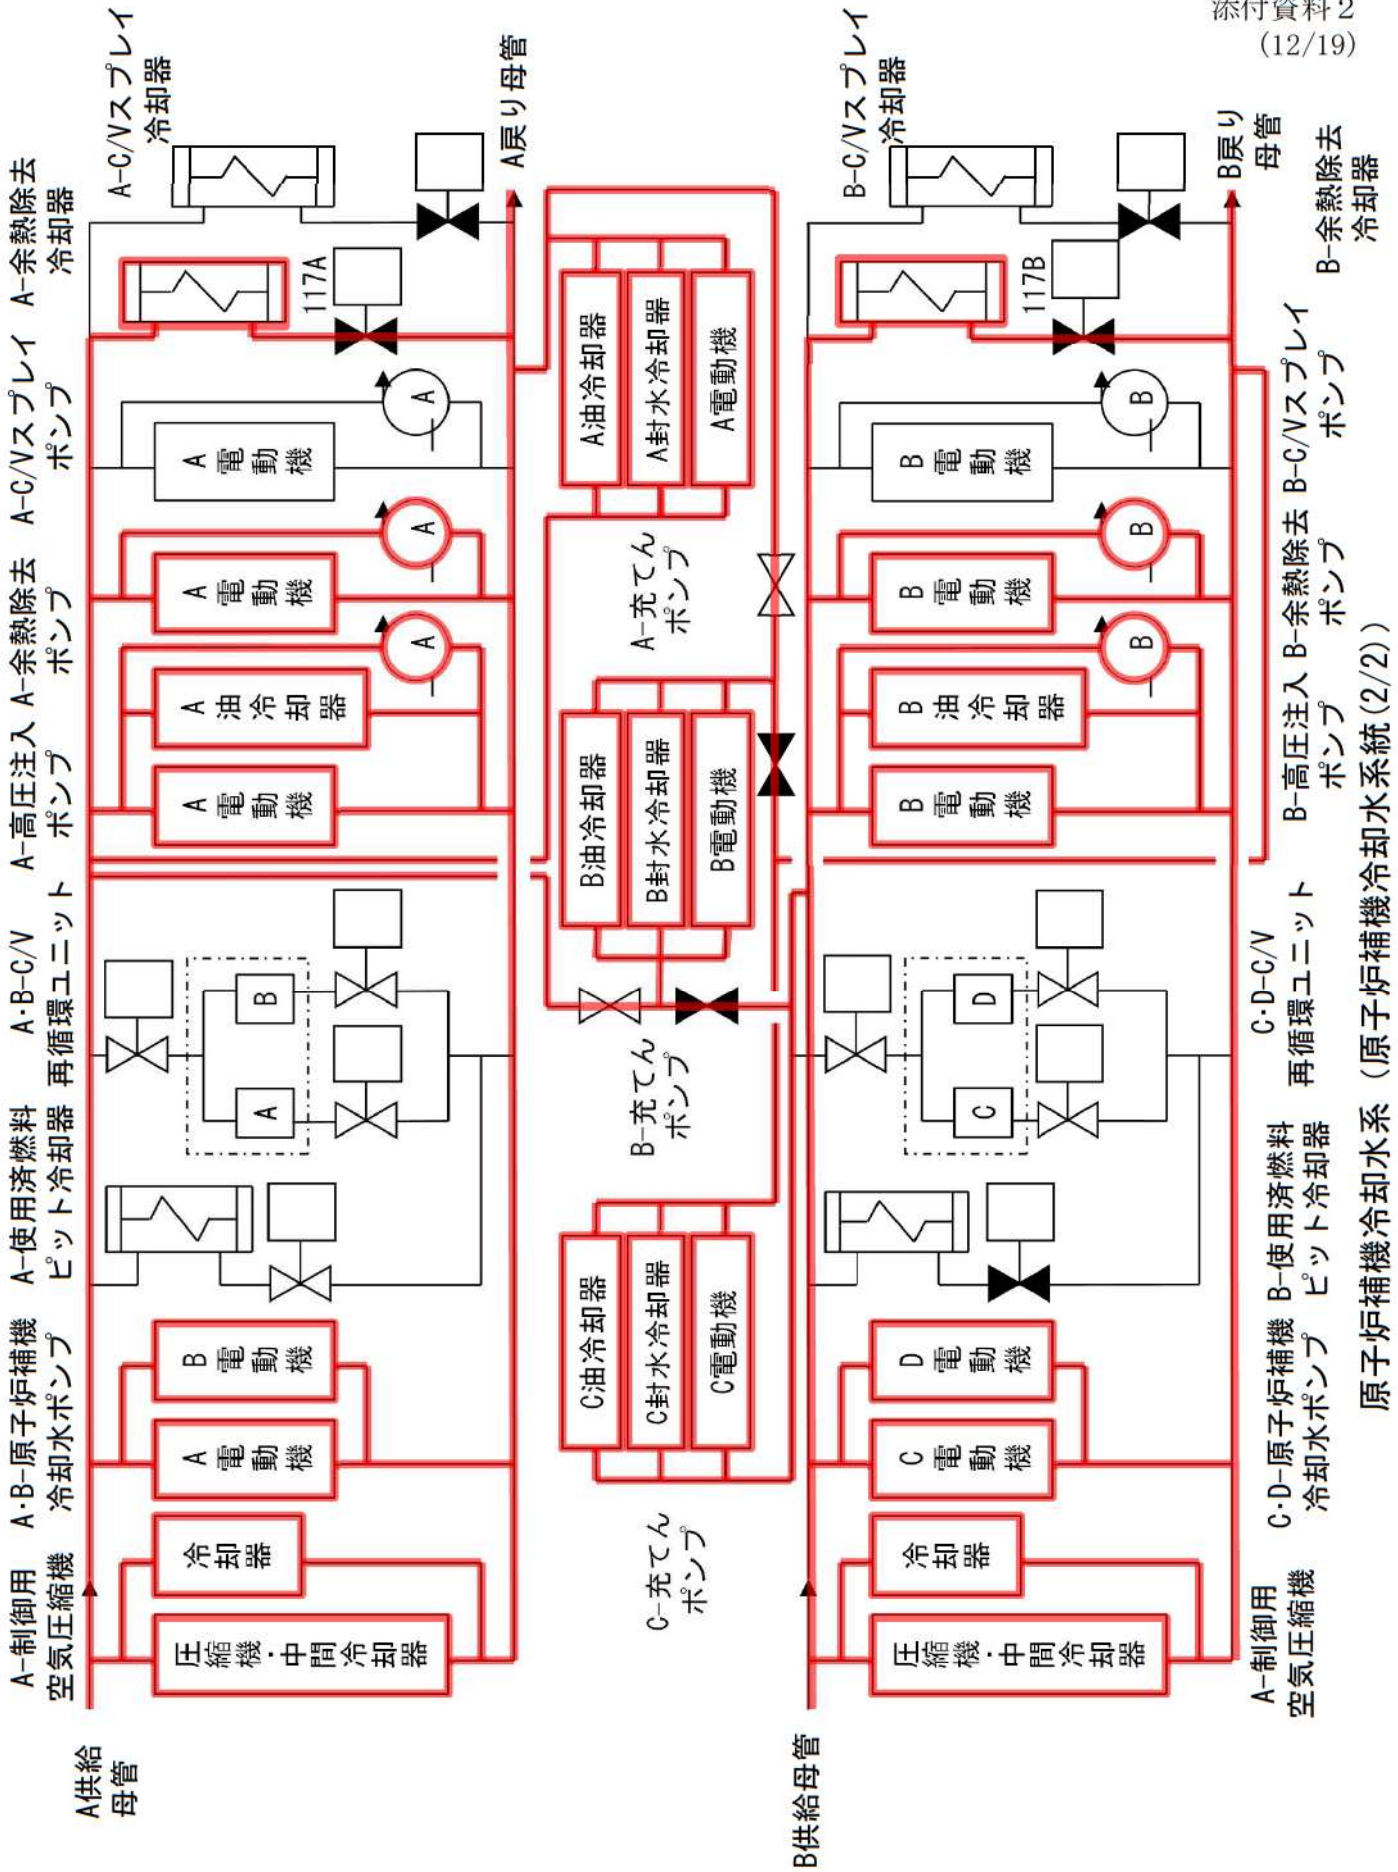 添付資料2
(12/19)
A供給
母管
A-制御用
空気圧縮機
A・B-原子炉補機
冷却水ポンプ
A-使用済燃料
ピット冷却器
A・B-C/V
再循環ユニット
A-高圧注入
ポンプ
A-余熱除去
ポンプ
A-C/Vスプレイ
ポンプ
A-余熱除去
冷却器
A-C/Vスプレイ
冷却器
圧縮機・中間冷却器
冷却器
A電動機
B電動機
A
B
A電動機
A油冷却器
A
A電動機
A
A電動機
A
117A
A戻り母管
C-充てん
ポンプ
C油冷却器
C封水冷却器
C電動機
B-充てん
ポンプ
B油冷却器
B封水冷却器
B電動機
A-充てん
ポンプ
A油冷却器
A封水冷却器
A電動機
B供給母管
圧縮機・中間冷却器
冷却器
C電動機
D電動機
C
D
B電動機
B油冷却器
B
B電動機
B
B電動機
B
117B
B-C/Vスプレイ
冷却器
B戻り
母管
A-制御用
空気圧縮機
C・D-原子炉補機
冷却水ポンプ
B-使用済燃料
ピット冷却器
C・D-C/V
再循環ユニット
B-高圧注入
ポンプ
B-余熱除去
ポンプ
B-C/Vスプレイ
ポンプ
B-余熱除去
冷却器
原子炉補機冷却水系 (原子炉補機冷却水系統(2/2))